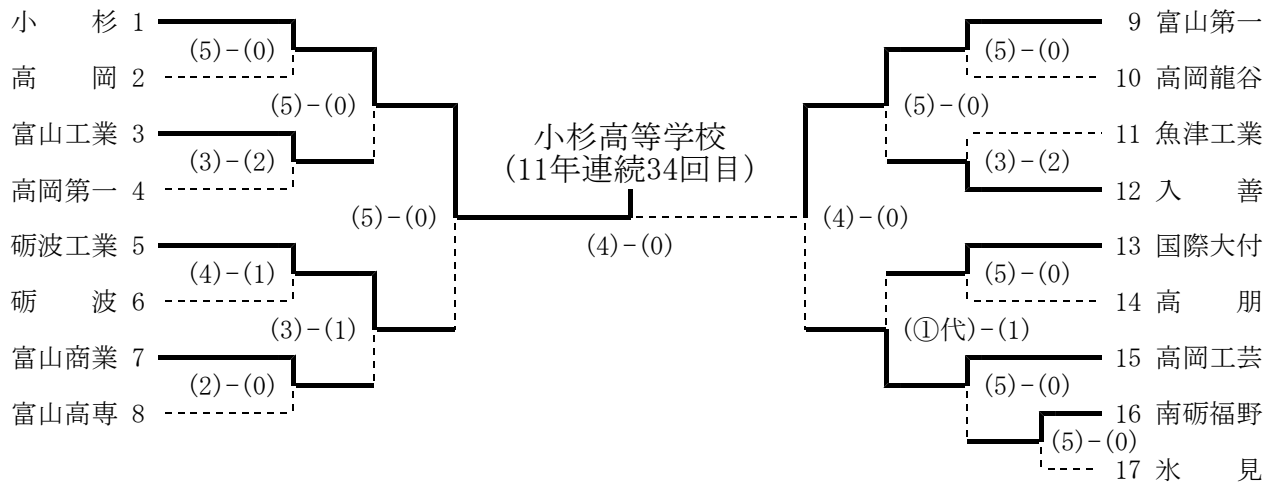 小　　杉 1
(5)-(0)
高　　岡 2
(5)-(0)
富山工業 3
(3)-(2)
高岡第一 4
(5)-(0)
砺波工業 5
(4)-(1)
砺　　波 6
(3)-(1)
富山商業 7
(2)-(0)
富山高専 8
小杉高等学校
(11年連続34回目)
(4)-(0)
9 富山第一
(5)-(0)
10 高岡龍谷
(5)-(0)
11 魚津工業
(3)-(2)
12 入　　善
(4)-(0)
13 国際大付
(5)-(0)
14 高　　朋
(①代)-(1)
15 高岡工芸
(5)-(0)
16 南砺福野
(5)-(0)
17 氷　　見